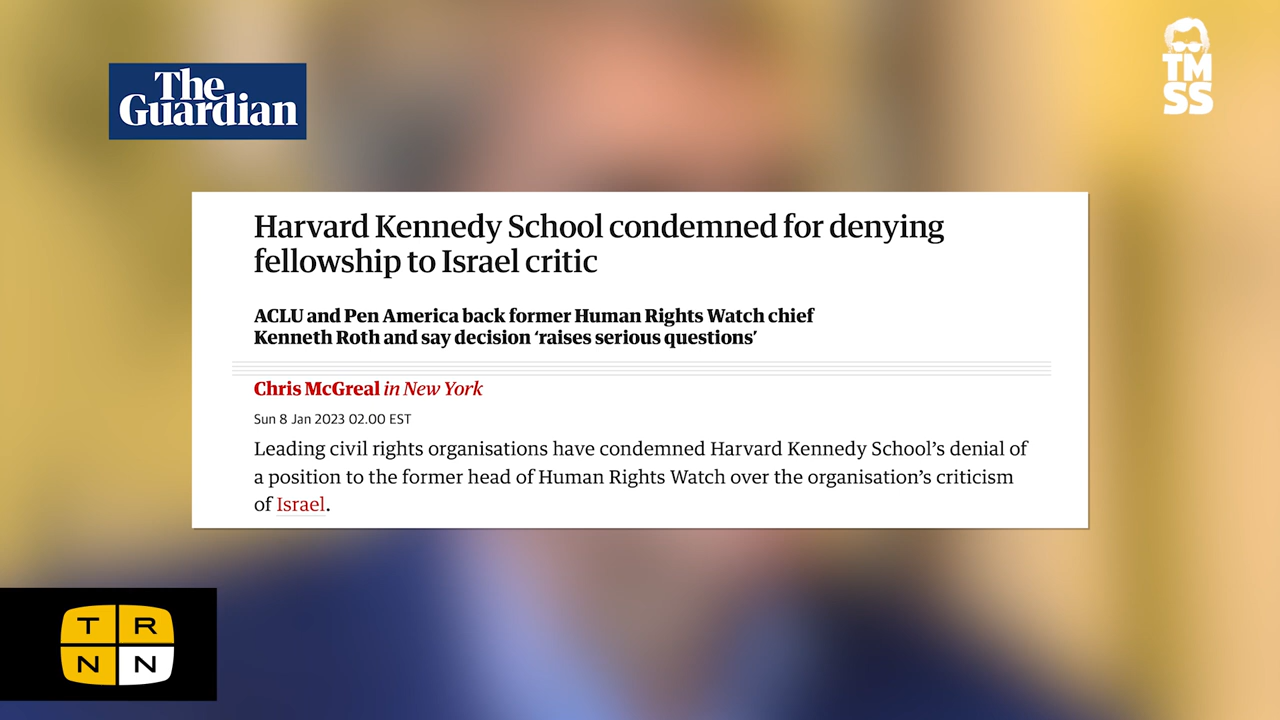 The
Guardian
TM
SS
Harvard Kennedy School condemned for denying
fellowship to Israel critic
ACLU and Pen America back former Human Rights Watch chief
Kenneth Roth and say decision ‘raises serious questions’
Chris McGreal in New York
Sun 8 Jan 2023 02.00 EST
Leading civil rights organisations have condemned Harvard Kennedy School’s denial of
a position to the former head of Human Rights Watch over the organisation’s criticism
of Israel.
T R
N N